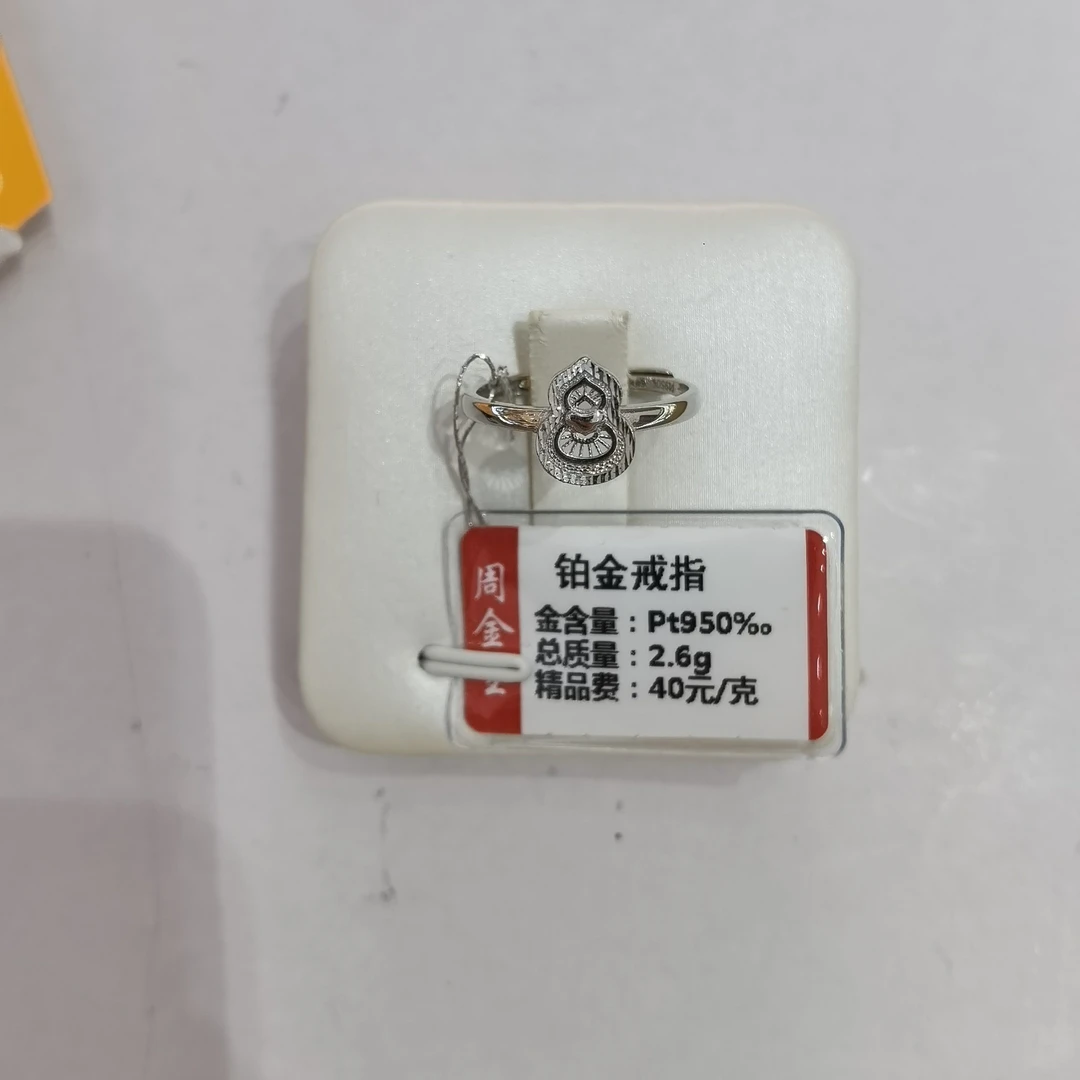 周金
铂金戒指
金含量：Pt950‰
总质量：2.6g
精品费：40元/克